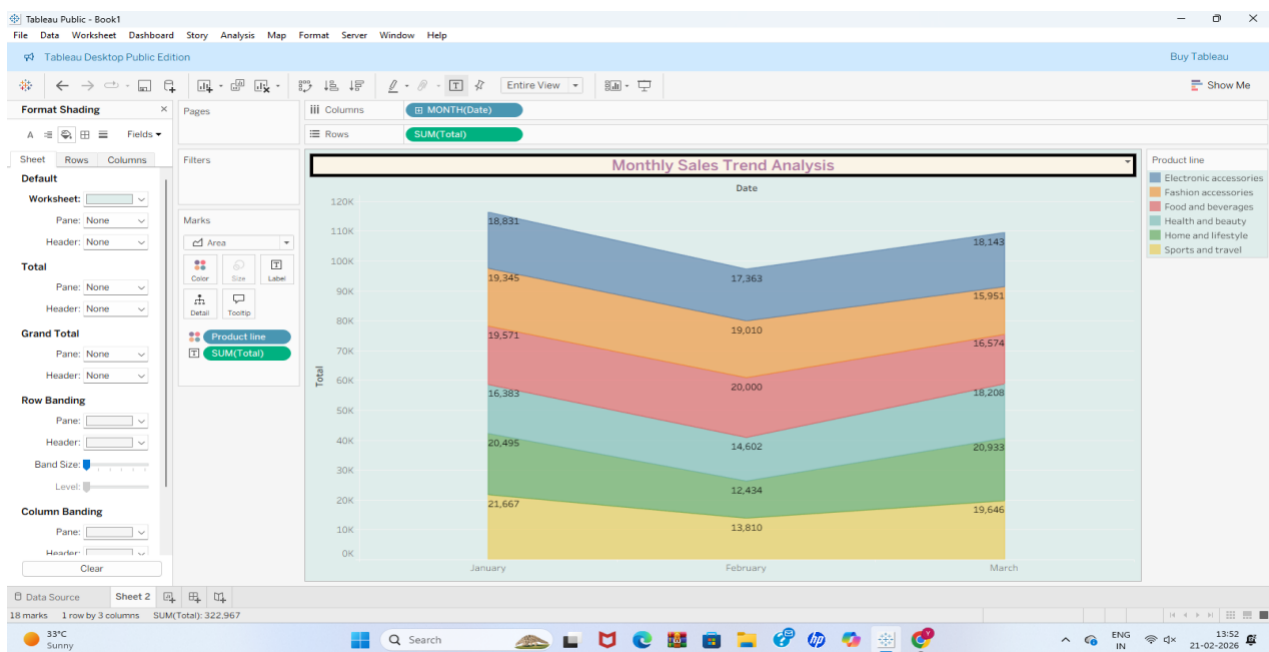 Tableau Public - Book1
File Data Worksheet Dashboard Story Analysis Map Format Server Window Help
Tableau Desktop Public Edition Buy Tableau
Entire View Show Me
Format Shading
Fields
Sheet Rows Columns
Default
Worksheet:
Pane: None
Header: None
Total
Pane: None
Header: None
Grand Total
Pane: None
Header: None
Row Banding
Pane:
Header:
Band Size:
Level:
Column Banding
Pane:
Header:
Clear
Pages
Filters
Marks
Area
Color Size Label
Detail Tooltip
Product line
SUM(Total)
Columns MONTH(Date)
Rows SUM(Total)
Monthly Sales Trend Analysis
Date
Total
120K
110K
100K
90K
80K
70K
60K
50K
40K
30K
20K
10K
0K
18,831 17,363 18,143
19,345 19,010 15,951
19,571 20,000 16,574
16,383 14,602 18,208
20,495 12,434 20,933
21,667 13,810 19,646
January February March
Product line
Electronic accessories
Fashion accessories
Food and beverages
Health and beauty
Home and lifestyle
Sports and travel
Data Source Sheet 2
18 marks 1 row by 3 columns SUM(Total): 322,967
33°C
Sunny
Search
ENG
IN
13:52
21-02-2026